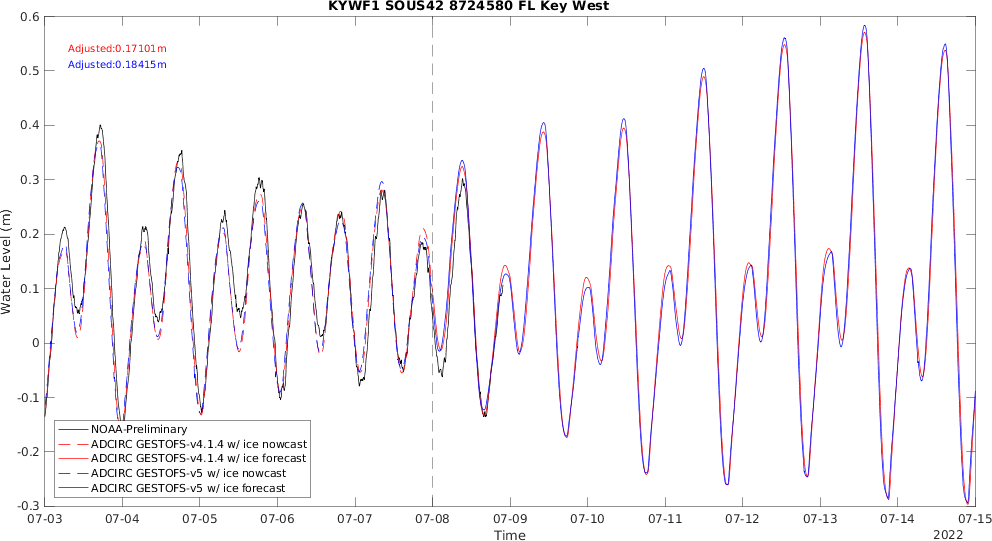 KYWF1 SOUS42 8724580 FL Key West
Adjusted:0.17101m
Adjusted:0.18415m
Water Level (m)
0.6
0.5
0.4
0.3
0.2
0.1
0
-0.1
-0.2
-0.3
NOAA-Preliminary
ADCIRC GESTOFS-v4.1.4 w/ ice nowcast
ADCIRC GESTOFS-v4.1.4 w/ ice forecast
ADCIRC GESTOFS-v5 w/ ice nowcast
ADCIRC GESTOFS-v5 w/ ice forecast
07-03 07-04 07-05 07-06 07-07 07-08 07-09 07-10 07-11 07-12 07-13 07-14 07-15
Time
2022